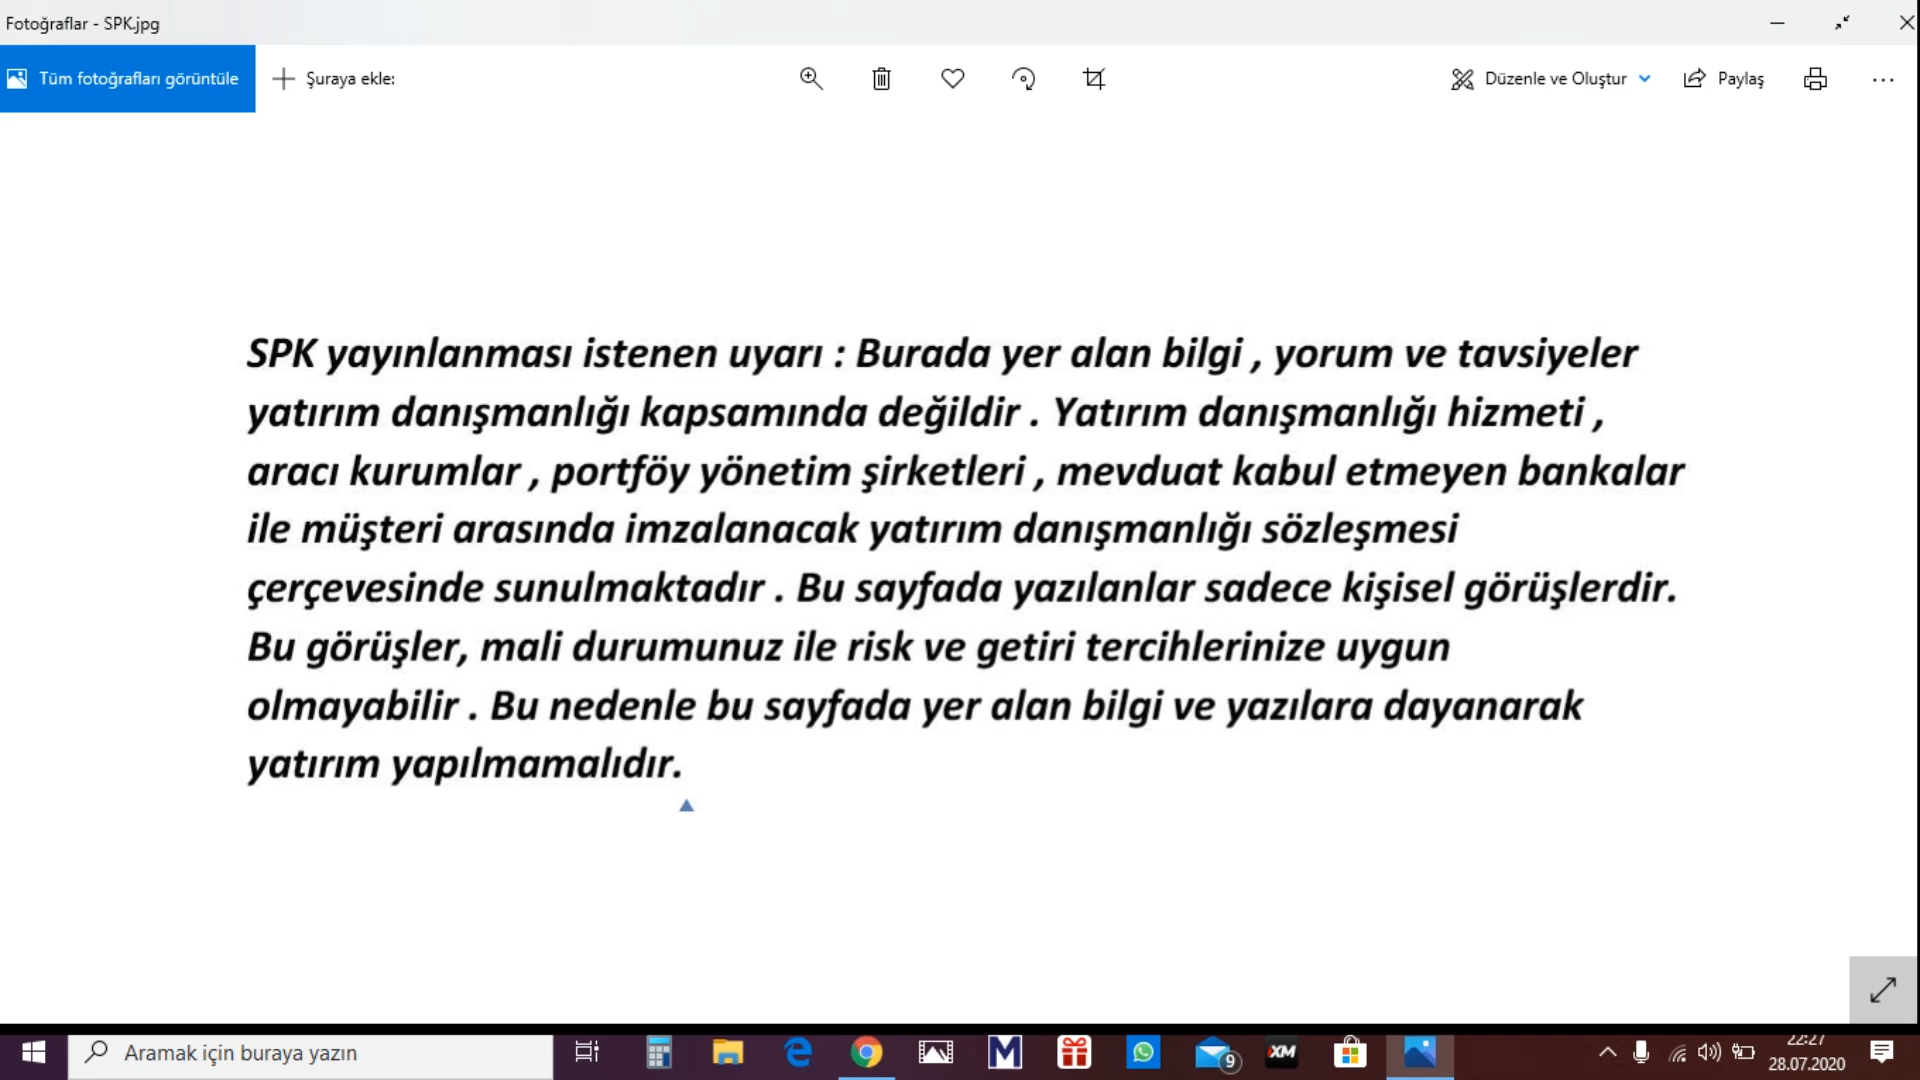 Fotoğraflar - SPK.jpg
Tüm fotoğrafları görüntüle
Şuraya ekle:
Düzenle ve Oluştur
Paylaş
SPK yayınlanması istenen uyarı : Burada yer alan bilgi , yorum ve tavsiyeler
yatırım danışmanlığı kapsamında değildir . Yatırım danışmanlığı hizmeti ,
aracı kurumlar , portföy yönetim şirketleri , mevduat kabul etmeyen bankalar
ile müşteri arasında imzalanacak yatırım danışmanlığı sözleşmesi
çerçevesinde sunulmaktadır . Bu sayfada yazılanlar sadece kişisel görüşlerdir.
Bu görüşler, mali durumunuz ile risk ve getiri tercihlerinize uygun
olmayabilir . Bu nedenle bu sayfada yer alan bilgi ve yazılara dayanarak
yatırım yapılmamalıdır.
Aramak için buraya yazın
M
9
XM
22:27
28.07.2020